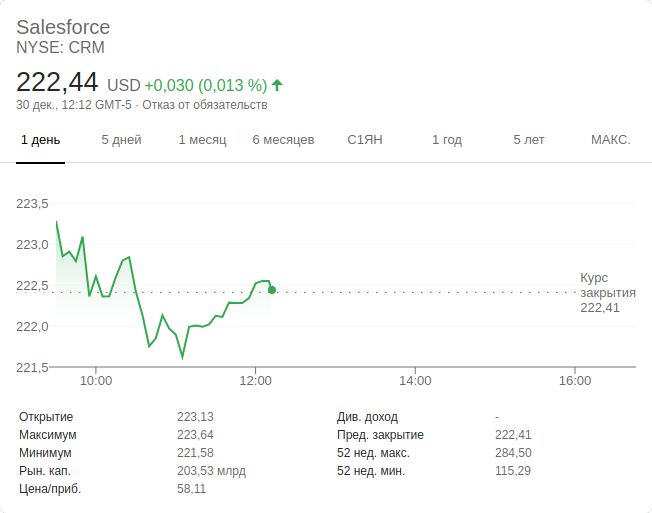 Salesforce
NYSE: CRM
222,44 USD +0,030 (0,013 %)
30 дек., 12:12 GMT-5 · Отказ от обязательств
1 день 5 дней 1 месяц 6 месяцев С1ЯН 1 год 5 лет МАКС.
223,5
223,0
222,5
222,0
221,5
Курс
закрытия
222,41
10:00 12:00 14:00 16:00
Открытие 223,13 Див. доход -
Максимум 223,64 Пред. закрытие 222,41
Минимум 221,58 52 нед. макс. 284,50
Рын. кап. 203,53 млрд 52 нед. мин. 115,29
Цена/приб. 58,11